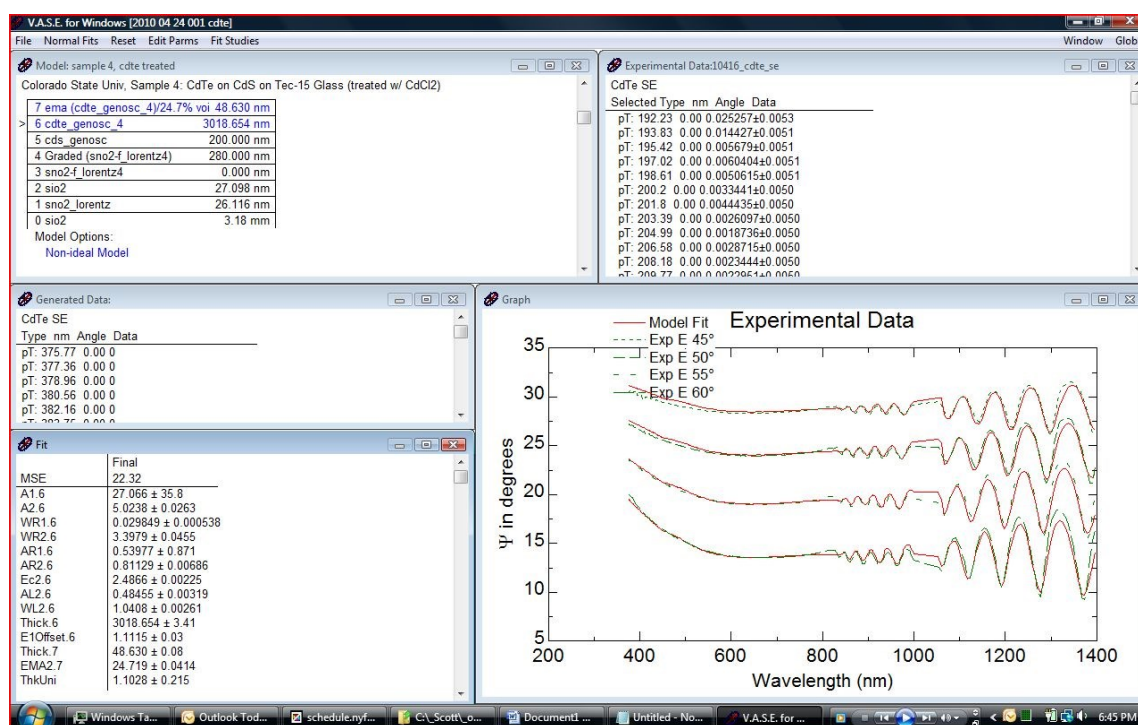 V.A.S.E. for Windows [2010 04 24 001 cdte]
File Normal Fits Reset Edit Parms Fit Studies Window Glob
Model: sample 4, cdte treated
Colorado State Univ, Sample 4: CdTe on CdS on Tec-15 Glass (treated w/ CdCl2)
7 ema (cdte_genosc_4)/24.7% voi 48.630 nm
> 6 cdte_genosc_4 3018.654 nm
5 cds_genosc 200.000 nm
4 Graded (sno2-f_lorentz4) 280.000 nm
3 sno2-f_lorentz4 0.000 nm
2 sio2 27.098 nm
1 sno2_lorentz 26.116 nm
0 sio2 3.18 mm
Model Options:
Non-ideal Model
Experimental Data:10416_cdte_se
CdTe SE
Selected Type nm Angle Data
pT: 192.23 0.00 0.025257±0.0053
pT: 193.83 0.00 0.014427±0.0051
pT: 195.42 0.00 0.005679±0.0051
pT: 197.02 0.00 0.0060404±0.0051
pT: 198.61 0.00 0.0050615±0.0051
pT: 200.2 0.00 0.0033441±0.0050
pT: 201.8 0.00 0.0044435±0.0050
pT: 203.39 0.00 0.0026097±0.0050
pT: 204.99 0.00 0.0018736±0.0050
pT: 206.58 0.00 0.0028715±0.0050
pT: 208.18 0.00 0.0023444±0.0050
pT: 209.77 0.00 0.0022951±0.0050
Generated Data:
CdTe SE
Type nm Angle Data
pT: 375.77 0.00 0
pT: 377.36 0.00 0
pT: 378.96 0.00 0
pT: 380.56 0.00 0
pT: 382.16 0.00 0
pT: 383.75 0.00 0
Fit
Final
MSE 22.32
A1.6 27.066 ± 35.8
A2.6 5.0238 ± 0.0263
WR1.6 0.029849 ± 0.000538
WR2.6 3.3979 ± 0.0455
AR1.6 0.53977 ± 0.871
AR2.6 0.81129 ± 0.00686
Ec2.6 2.4866 ± 0.00225
AL2.6 0.48455 ± 0.00319
WL2.6 1.0408 ± 0.00261
Thick.6 3018.654 ± 3.41
E1Offset.6 1.1115 ± 0.03
Thick.7 48.630 ± 0.08
EMA2.7 24.719 ± 0.0414
ThkUni 1.1028 ± 0.215
Graph
Experimental Data
Model Fit
Exp E 45°
Exp E 50°
Exp E 55°
Exp E 60°
Ψ in degrees
35
30
25
20
15
10
5
200 400 600 800 1000 1200 1400
Wavelength (nm)
Windows Ta... Outlook Tod... schedule.nyf... C:\_Scott\_o... Document1 ... Untitled - No... V.A.S.E. for ... 6:45 PM